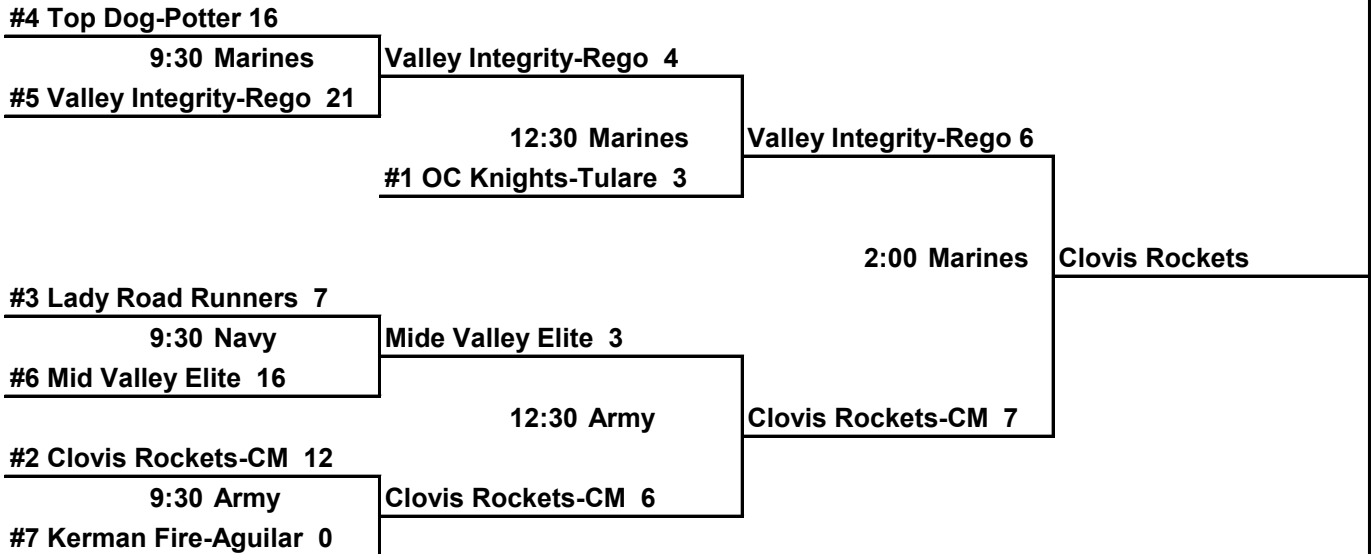 #4 Top Dog-Potter 16
9:30 Marines
Valley Integrity-Rego 4
#5 Valley Integrity-Rego 21
12:30 Marines
Valley Integrity-Rego 6
#1 OC Knights-Tulare 3
2:00 Marines
Clovis Rockets
#3 Lady Road Runners 7
9:30 Navy
Mide Valley Elite 3
#6 Mid Valley Elite 16
12:30 Army
Clovis Rockets-CM 7
#2 Clovis Rockets-CM 12
9:30 Army
Clovis Rockets-CM 6
#7 Kerman Fire-Aguilar 0